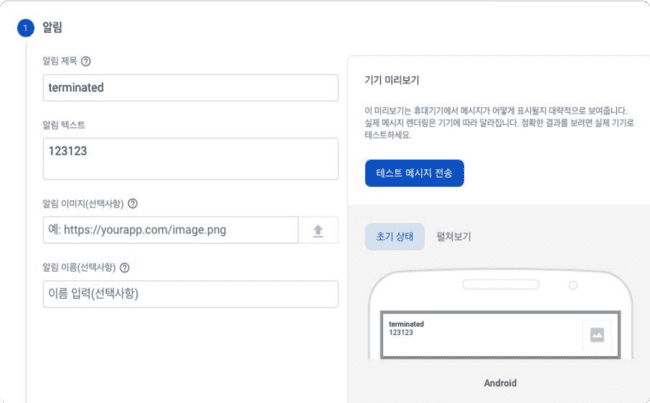 1 알림
알림 제목
terminated
알림 텍스트
123123
알림 이미지(선택사항)
예: https://yourapp.com/image.png
알림 이름(선택사항)
이름 입력(선택사항)
기기 미리보기
이 미리보기는 휴대기기에서 메시지가 어떻게 표시될지 대략적으로 보여줍니다.
실제 메시지 렌더링은 기기에 따라 달라집니다. 정확한 결과를 보려면 실제 기기로
테스트하세요.
테스트 메시지 전송
초기 상태 펼쳐보기
terminated
123123
Android